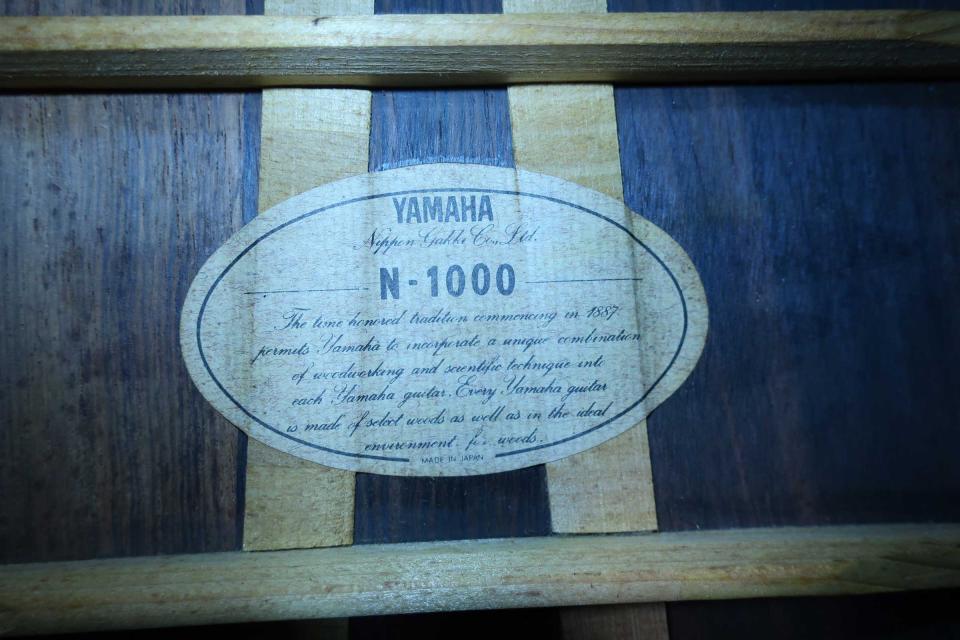 YAMAHA
Nippon Gakki Co., Ltd.
N-1000
The time honored tradition commencing in 1887
permits Yamaha to incorporate a unique combination
of woodworking and scientific technique into
each Yamaha guitar. Every Yamaha guitar
is made of select woods as well as in the ideal
environment for woods.
MADE IN JAPAN